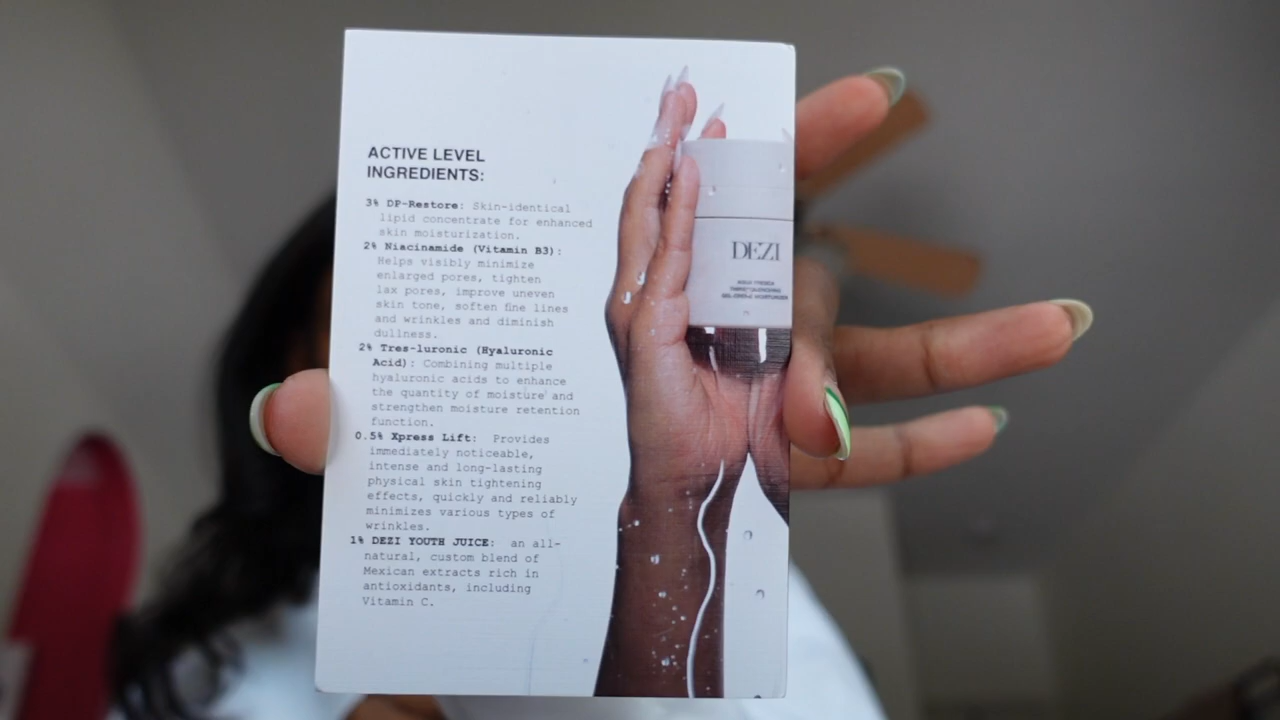 ACTIVE LEVEL
INGREDIENTS:
3% DP-Restore: Skin-identical
lipid concentrate for enhanced
skin moisturization.
2% Niacinamide (Vitamin B3):
Helps visibly minimize
enlarged pores, tighten
lax pores, improve uneven
skin tone, soften fine lines
and wrinkles and diminish
dullness.
2% Tres-luronic (Hyaluronic
Acid): Combining multiple
hyaluronic acids to enhance
the quantity of moisture and
strengthen moisture retention
function.
0.5% Xpress Lift: Provides
immediately noticeable,
intense and long-lasting
physical skin tightening
effects, quickly and reliably
minimizes various types of
wrinkles.
1% DEZI YOUTH JUICE: an all-
natural, custom blend of
Mexican extracts rich in
antioxidants, including
Vitamin C.
DEZI